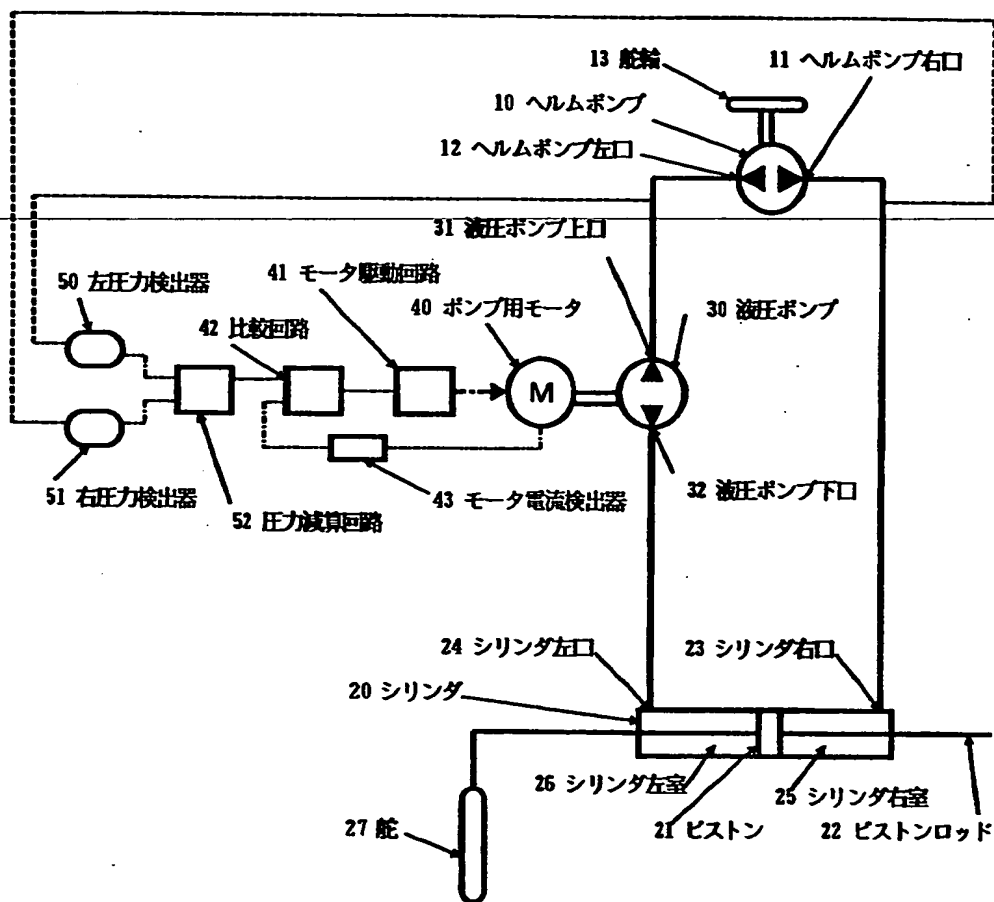 13 舵輪
11 ヘルムポンプ右口
10 ヘルムポンプ
12 ヘルムポンプ左口
31 液圧ポンプ上口
41 モータ駆動回路
50 左圧力検出器
40 ポンプ用モータ
30 液圧ポンプ
42 比較回路
M
51 右圧力検出器
52 圧力減算回路
43 モータ電流検出器
32 液圧ポンプ下口
24 シリンダ左口
23 シリンダ右口
20 シリンダ
26 シリンダ左室
25 シリンダ右室
27 舵
21 ピストン
22 ピストンロッド